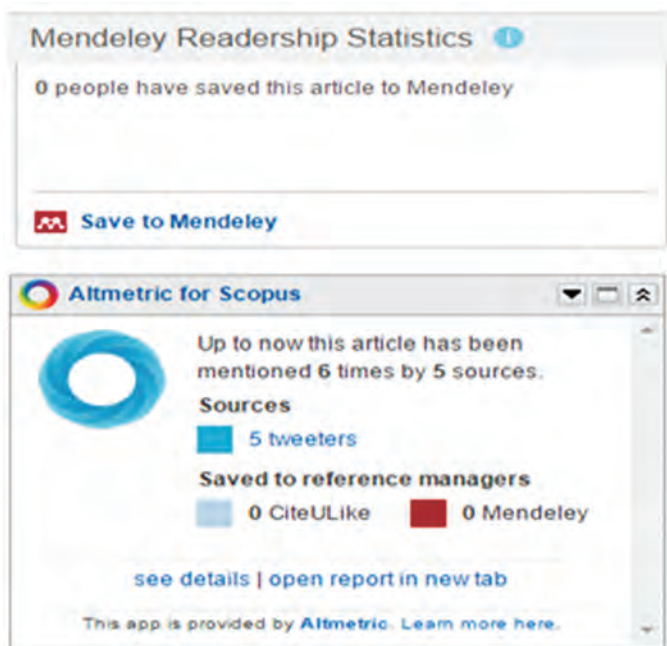 Mendeley Readership Statistics i
0 people have saved this article to Mendeley
Save to Mendeley
Altmetric for Scopus
Up to now this article has been
mentioned 6 times by 5 sources.
Sources
5 tweeters
Saved to reference managers
0 CiteULike 0 Mendeley
see details | open report in new tab
This app is provided by Altmetric. Learn more here.